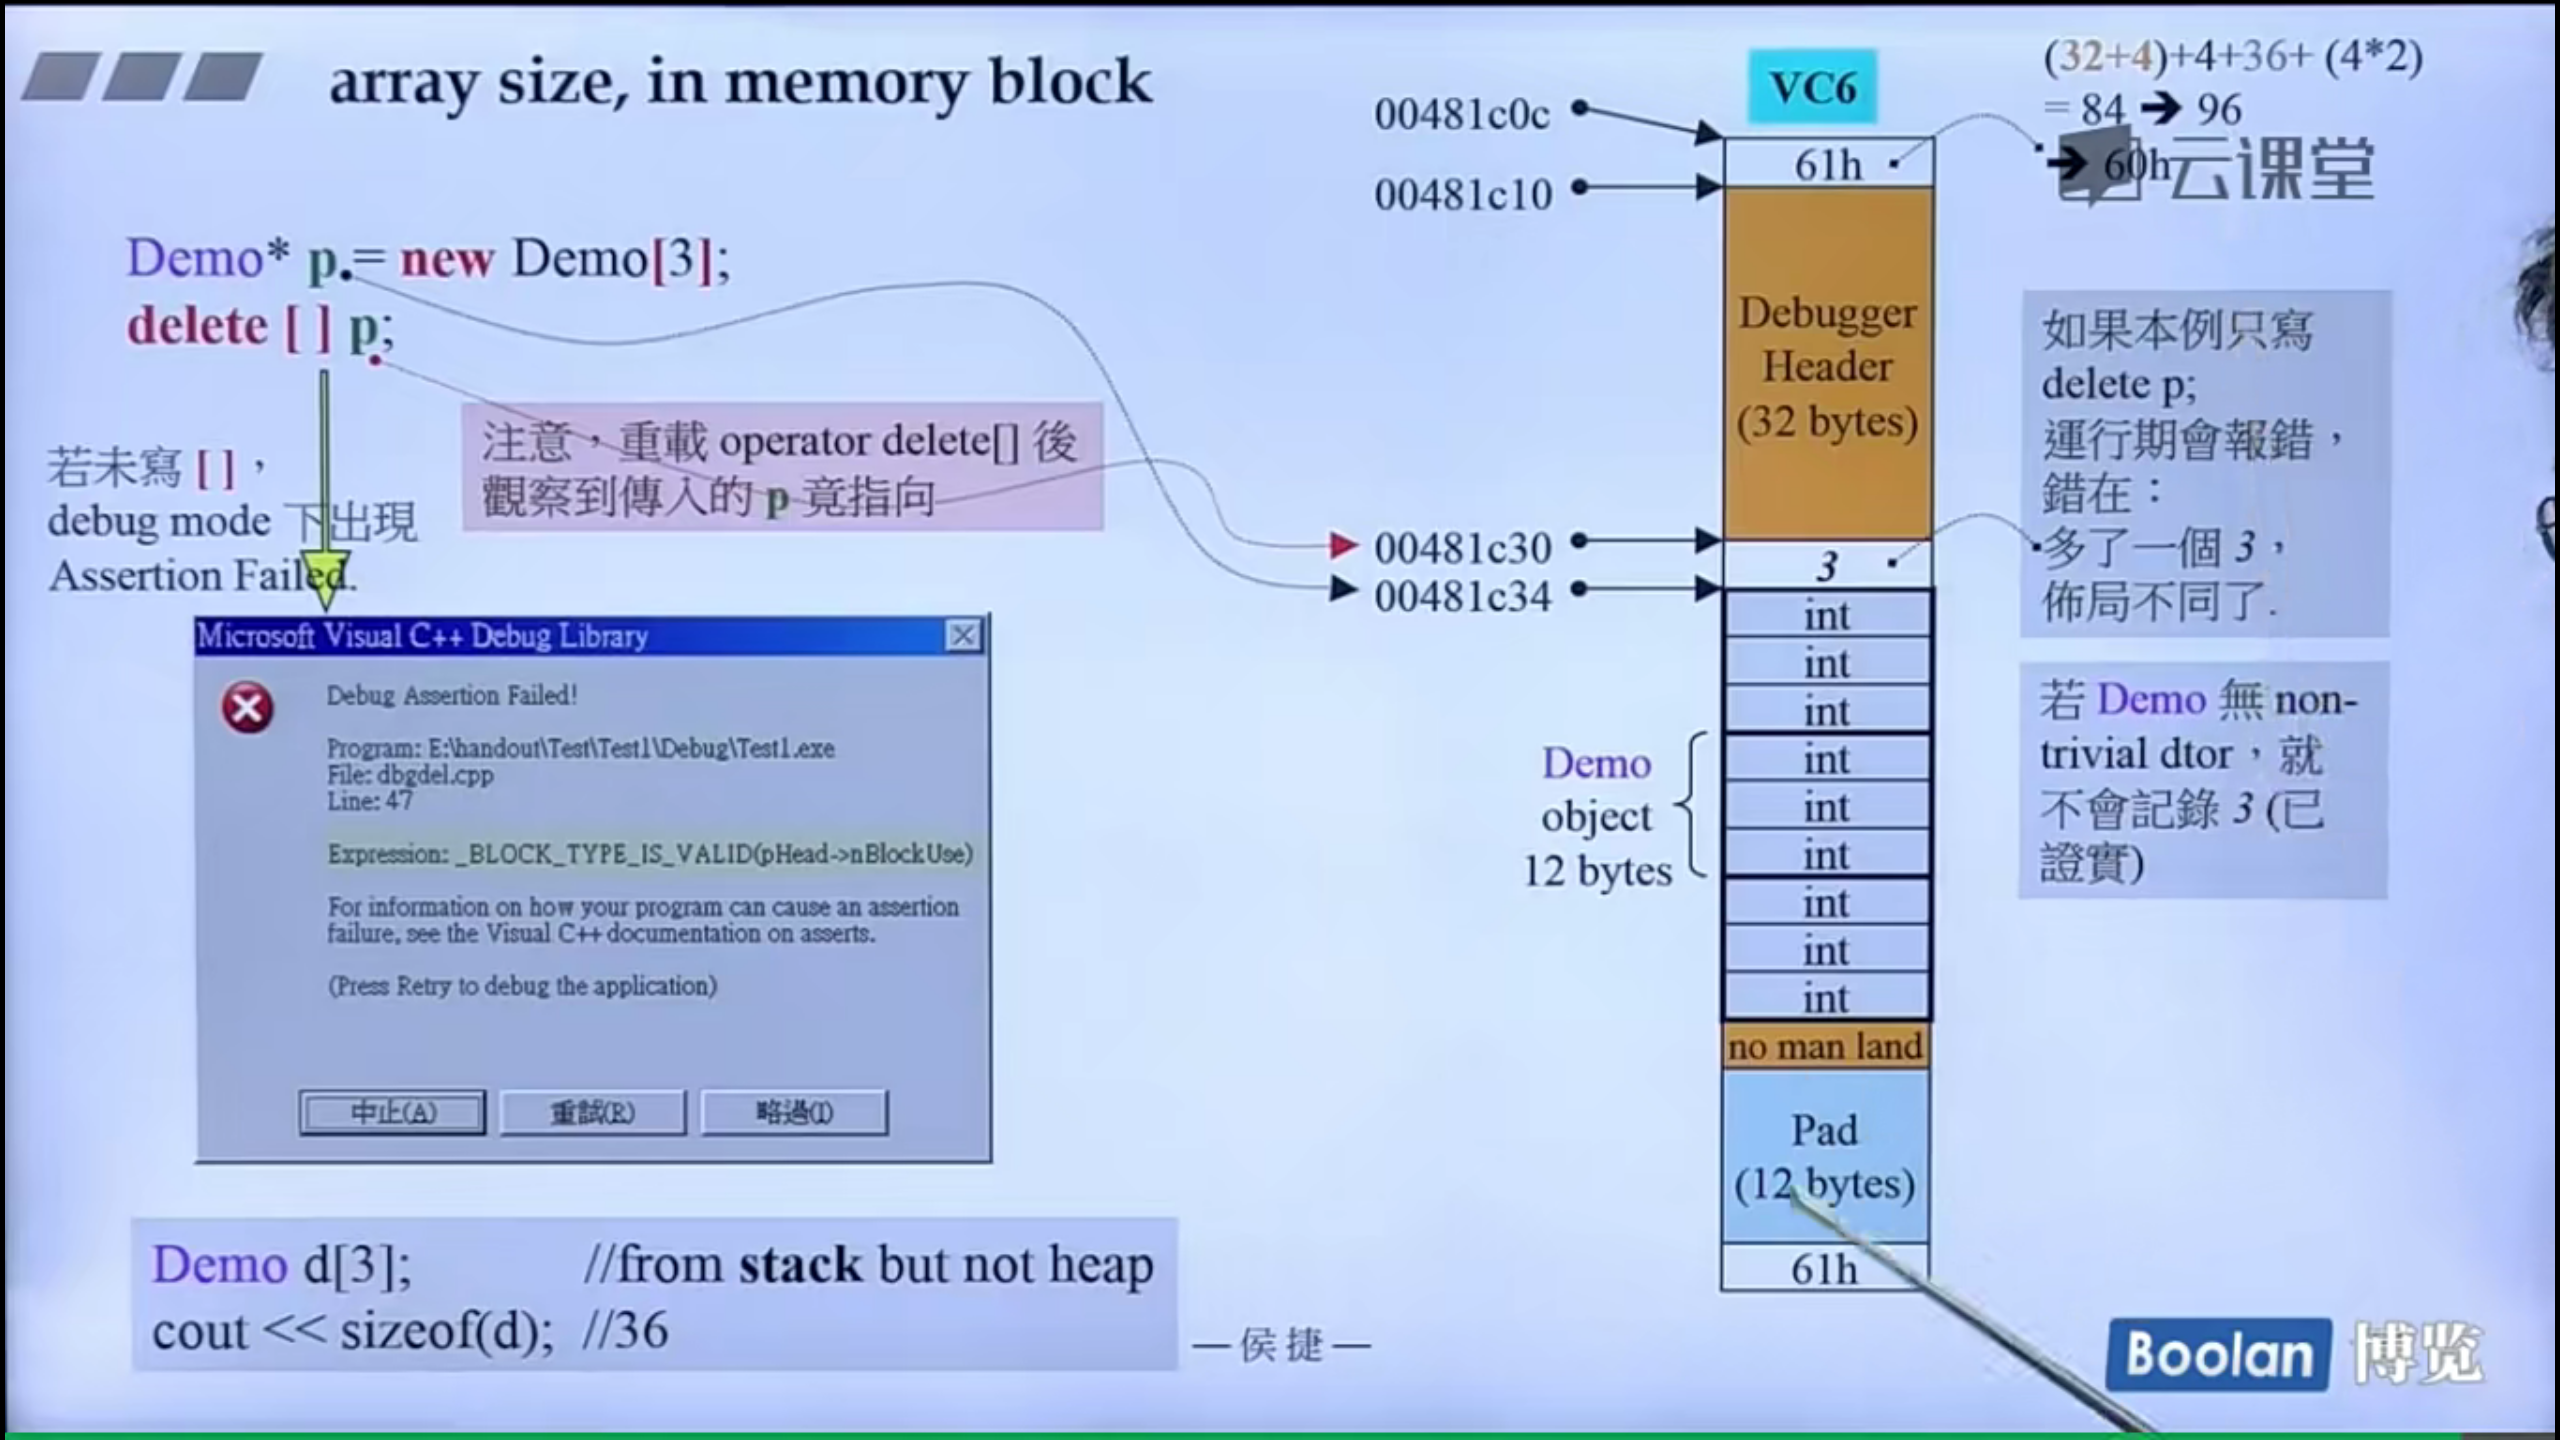 array size, in memory block
Demo* p = new Demo[3];
delete [ ] p;
若未寫 [ ]，
debug mode 下出現
Assertion Failed.
注意，重載 operator delete[] 後
觀察到傳入的 p 竟指向
Microsoft Visual C++ Debug Library
Debug Assertion Failed!
Program: E:\handout\Test\Test1\Debug\Test1.exe
File: dbgdel.cpp
Line: 47
Expression: _BLOCK_TYPE_IS_VALID(pHead->nBlockUse)
For information on how your program can cause an assertion
failure, see the Visual C++ documentation on asserts.
(Press Retry to debug the application)
中止(A)
重試(R)
略過(I)
Demo d[3]; //from stack but not heap
cout << sizeof(d); //36
—侯捷—
VC6
00481c0c
00481c10
00481c30
00481c34
61h
Debugger
Header
(32 bytes)
3
int
int
int
int
int
int
int
int
int
no man land
Pad
(12 bytes)
61h
Demo
object
12 bytes
(32+4)+4+36+ (4*2)
= 84 ➔ 96
➔ 60h
云课堂
如果本例只寫
delete p;
運行期會報錯，
錯在：
多了一個 3，
佈局不同了.
若 Demo 無 non-
trivial dtor，就
不會記錄 3 (已
證實)
Boolan 博览